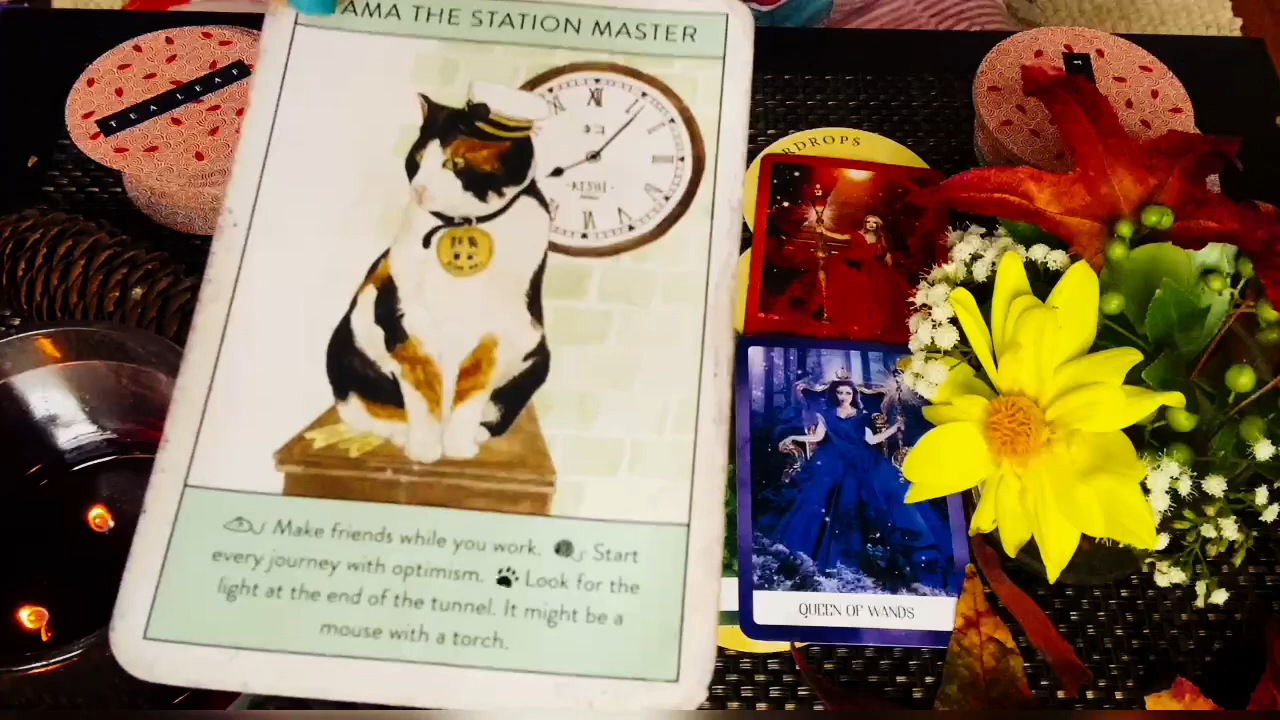 AMA THE STATION MASTER
TEA LEAF
RDROPS
Make friends while you work. Start
every journey with optimism. Look for the
light at the end of the tunnel. It might be a
mouse with a torch.
QUEEN OF WANDS